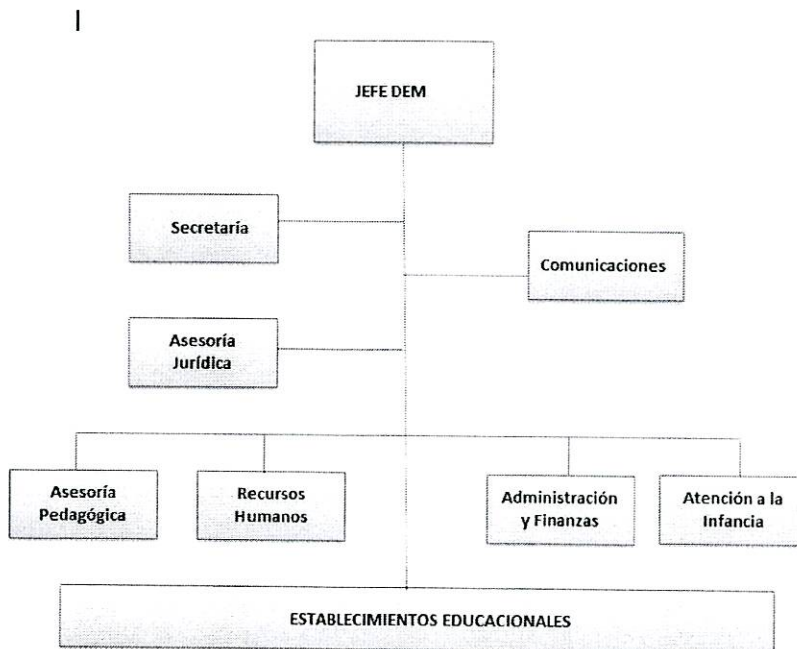 JEFE DEM
Secretaría
Comunicaciones
Asesoría
Jurídica
Asesoría
Pedagógica
Recursos
Humanos
Administración
y Finanzas
Atención a la
Infancia
ESTABLECIMIENTOS EDUCACIONALES